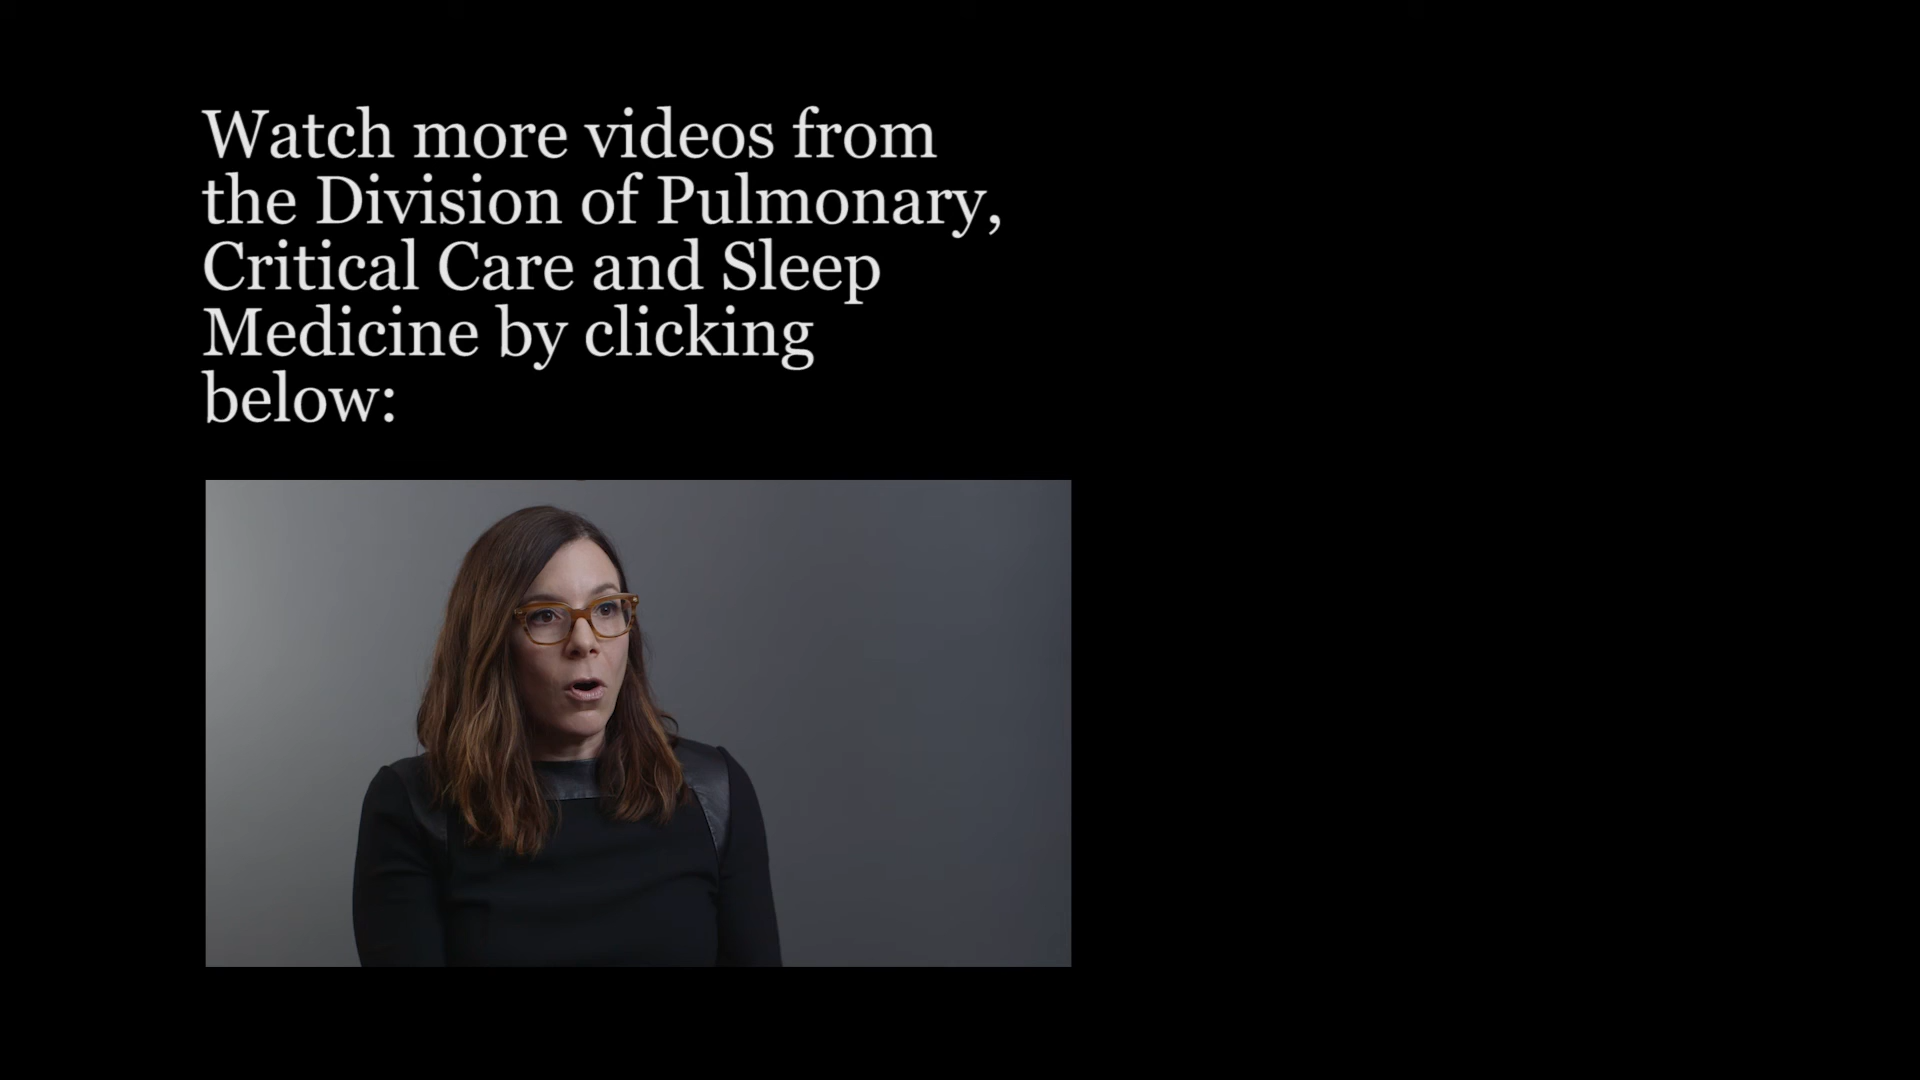 Watch more videos from
the Division of Pulmonary,
Critical Care and Sleep
Medicine by clicking
below: